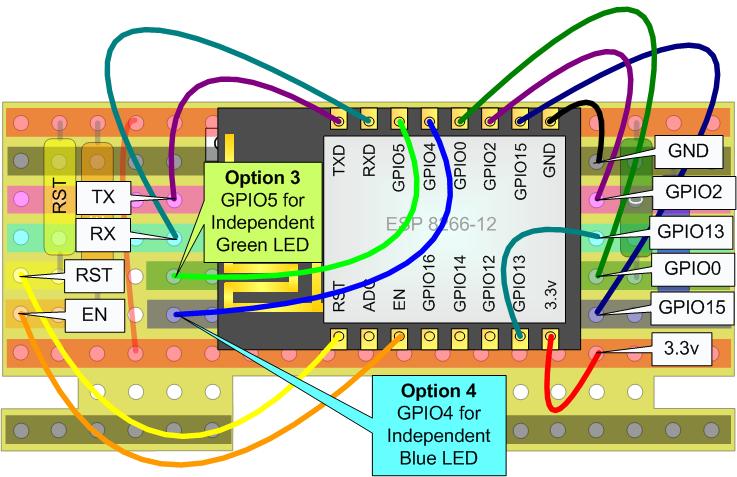 TXD
RXD
GPIO5
GPIO4
GPIO0
GPIO2
GPIO15
GND
GND
Option 3
GPIO5 for
Independent
Green LED
RST
TX
GPIO2
ESP 8266-12
RX
GPIO13
RST
GPIO0
EN
GPIO15
RST
ADC
EN
GPIO16
GPIO14
GPIO12
GPIO13
3.3v
3.3v
Option 4
GPIO4 for
Independent
Blue LED